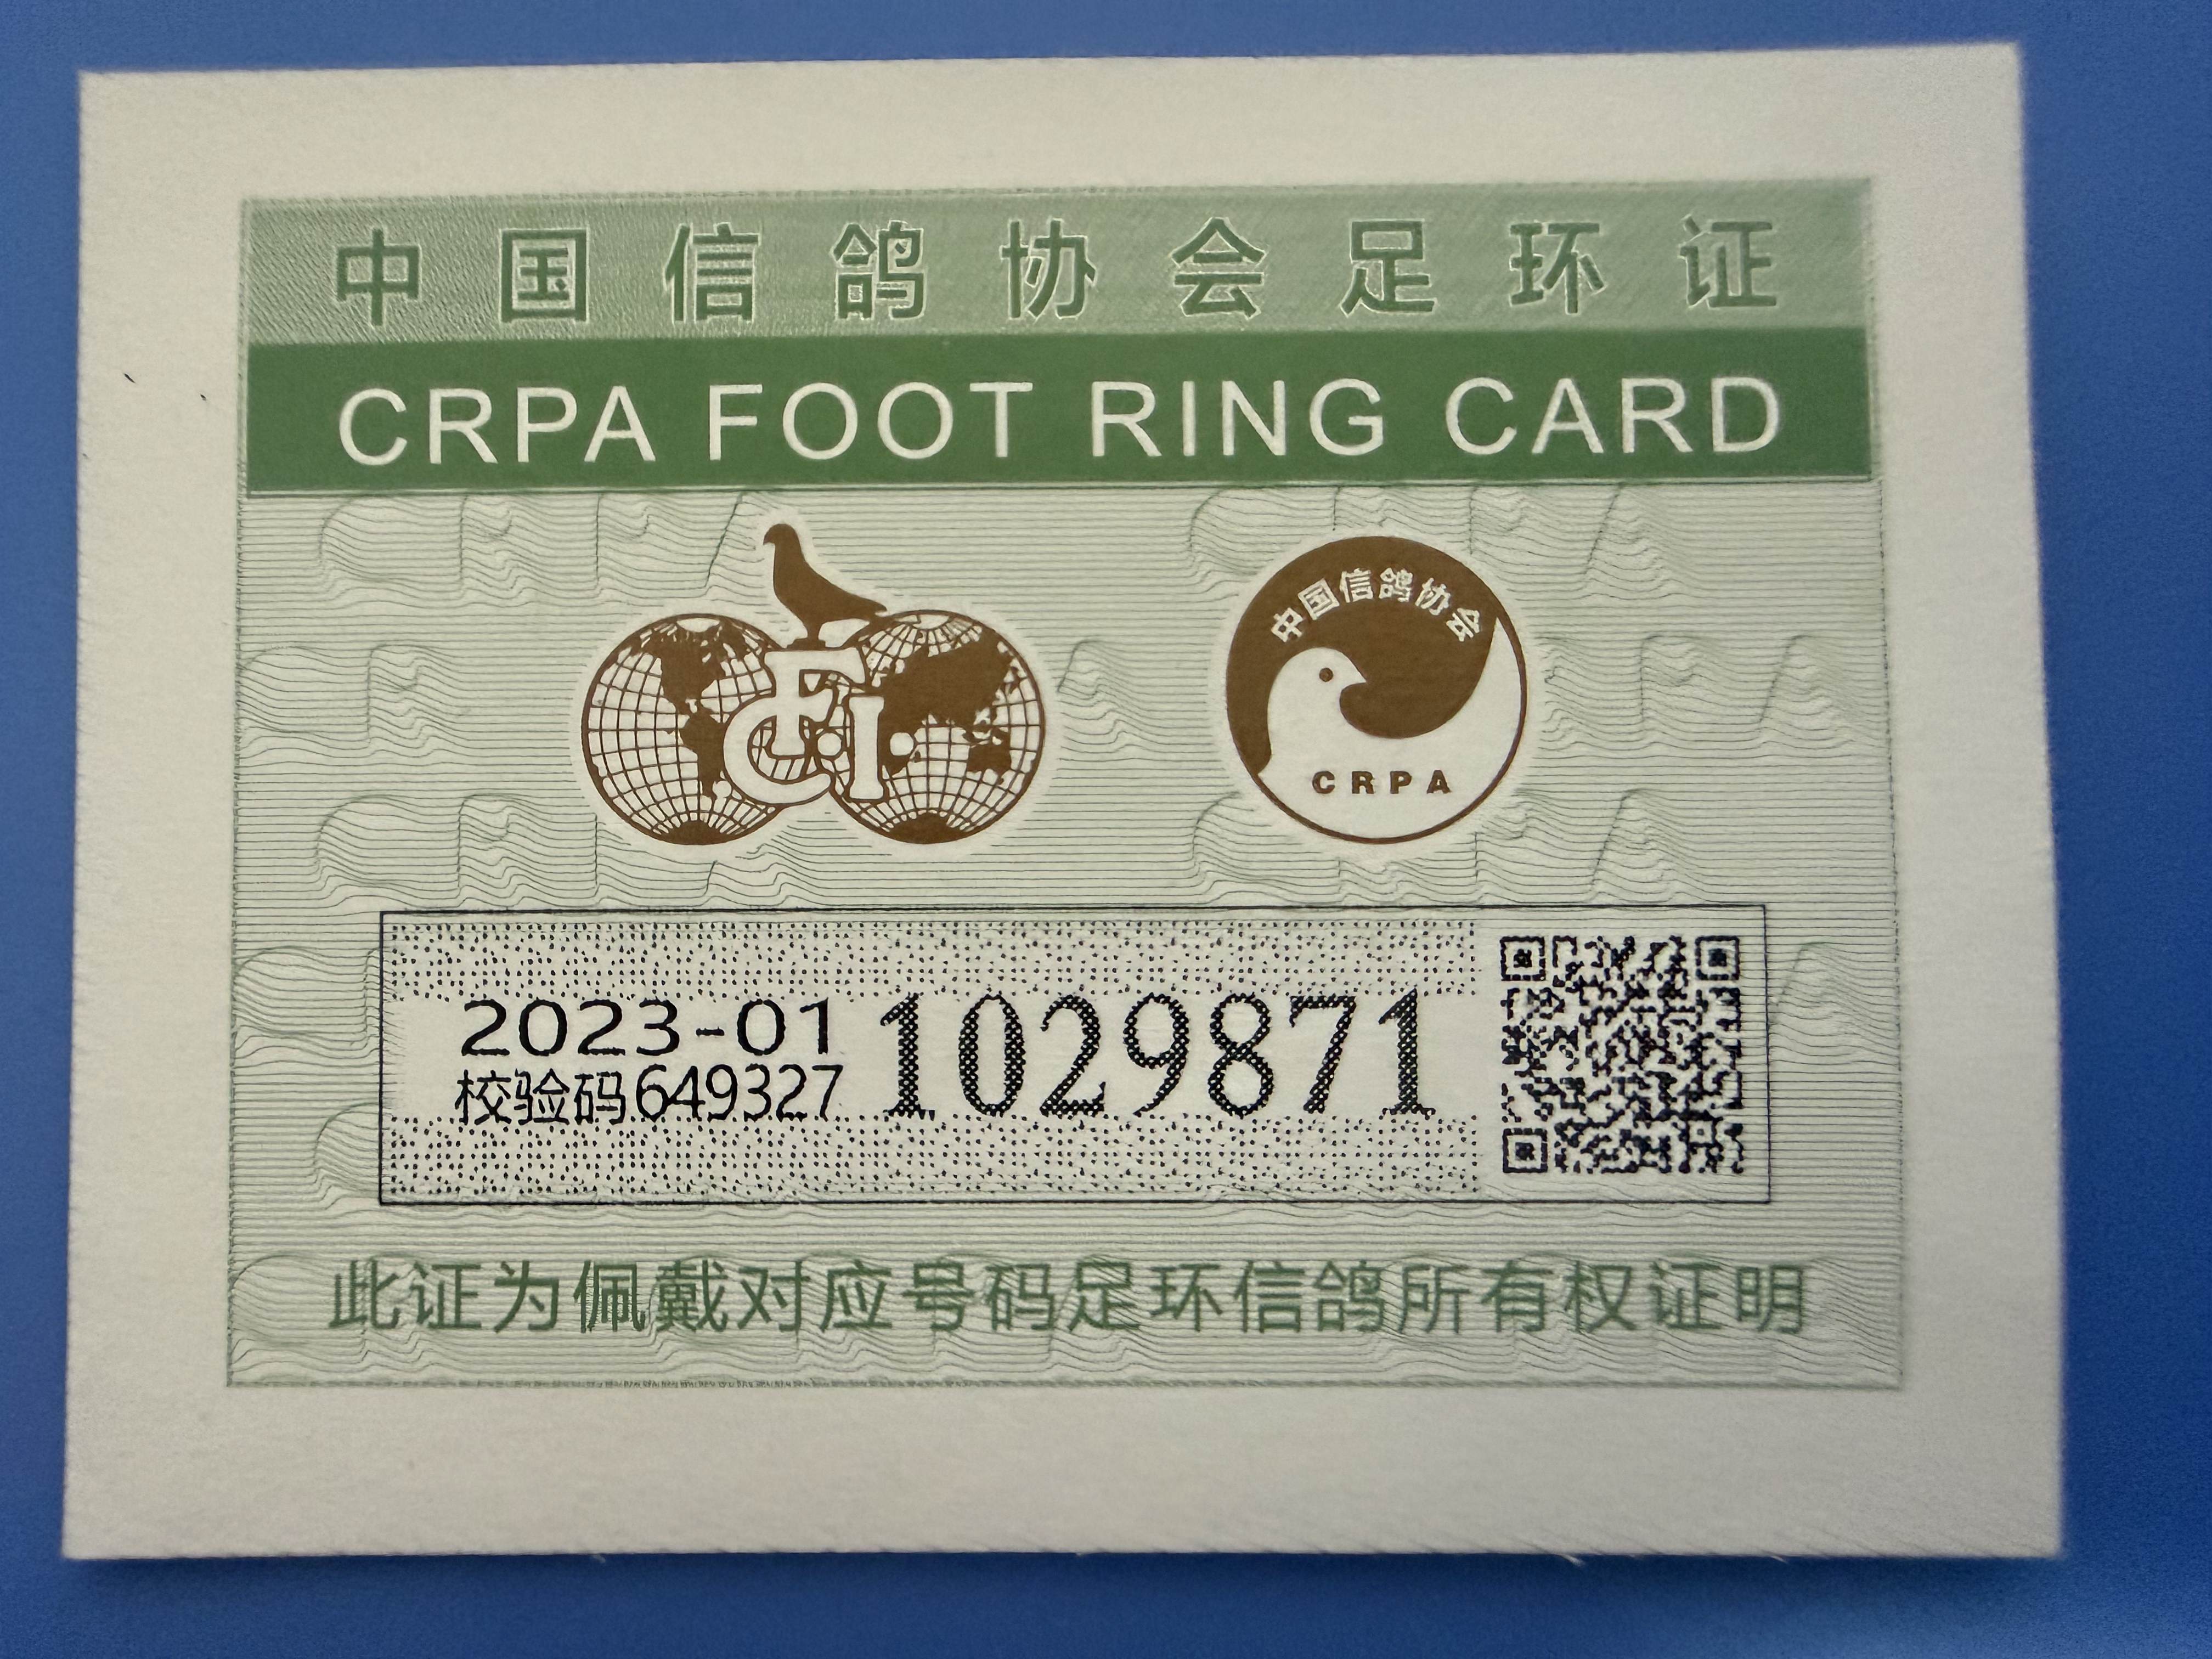 中国信鸽协会足环证
CRPA FOOT RING CARD
F.C.I.
中国信鸽协会
CRPA
2023-01 1029871
校验码649327
此证为佩戴对应号码足环信鸽所有权证明